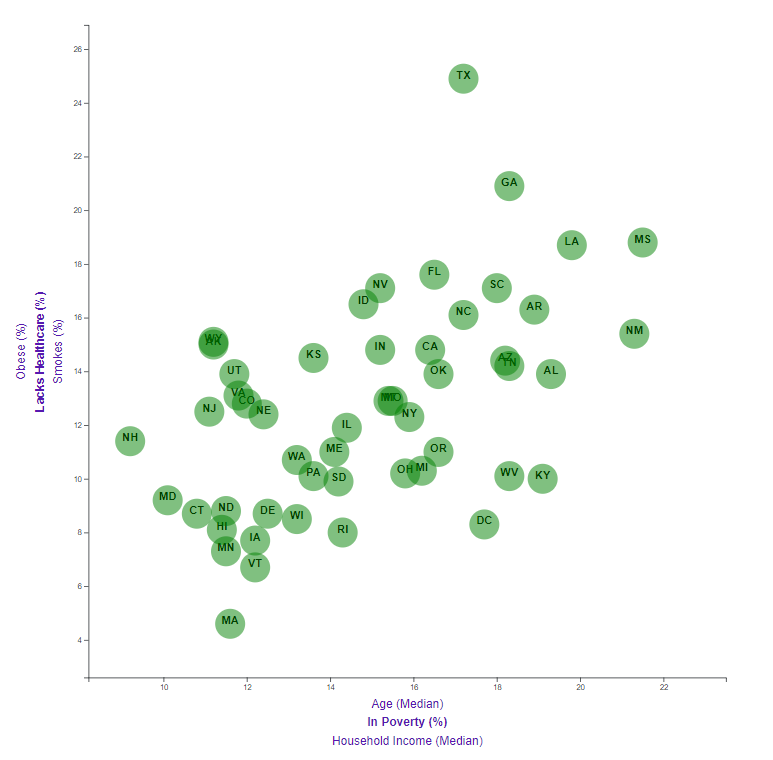 26
24
22
20
18
16
14
12
10
8
6
4
Obese (%)
Lacks Healthcare (%)
Smokes (%)
TX
GA
LA
MS
FL
NV
SC
ID
AR
NC
NM
WY
AK
KS
IN
CA
AZ
TN
UT
OK
AL
VA
CO
NE
NJ
MT
MO
NY
IL
NH
ME
OR
WA
PA
SD
OH
MI
WV
KY
MD
CT
ND
DE
WI
HI
DC
RI
IA
MN
VT
MA
10
12
14
16
18
20
22
Age (Median)
In Poverty (%)
Household Income (Median)